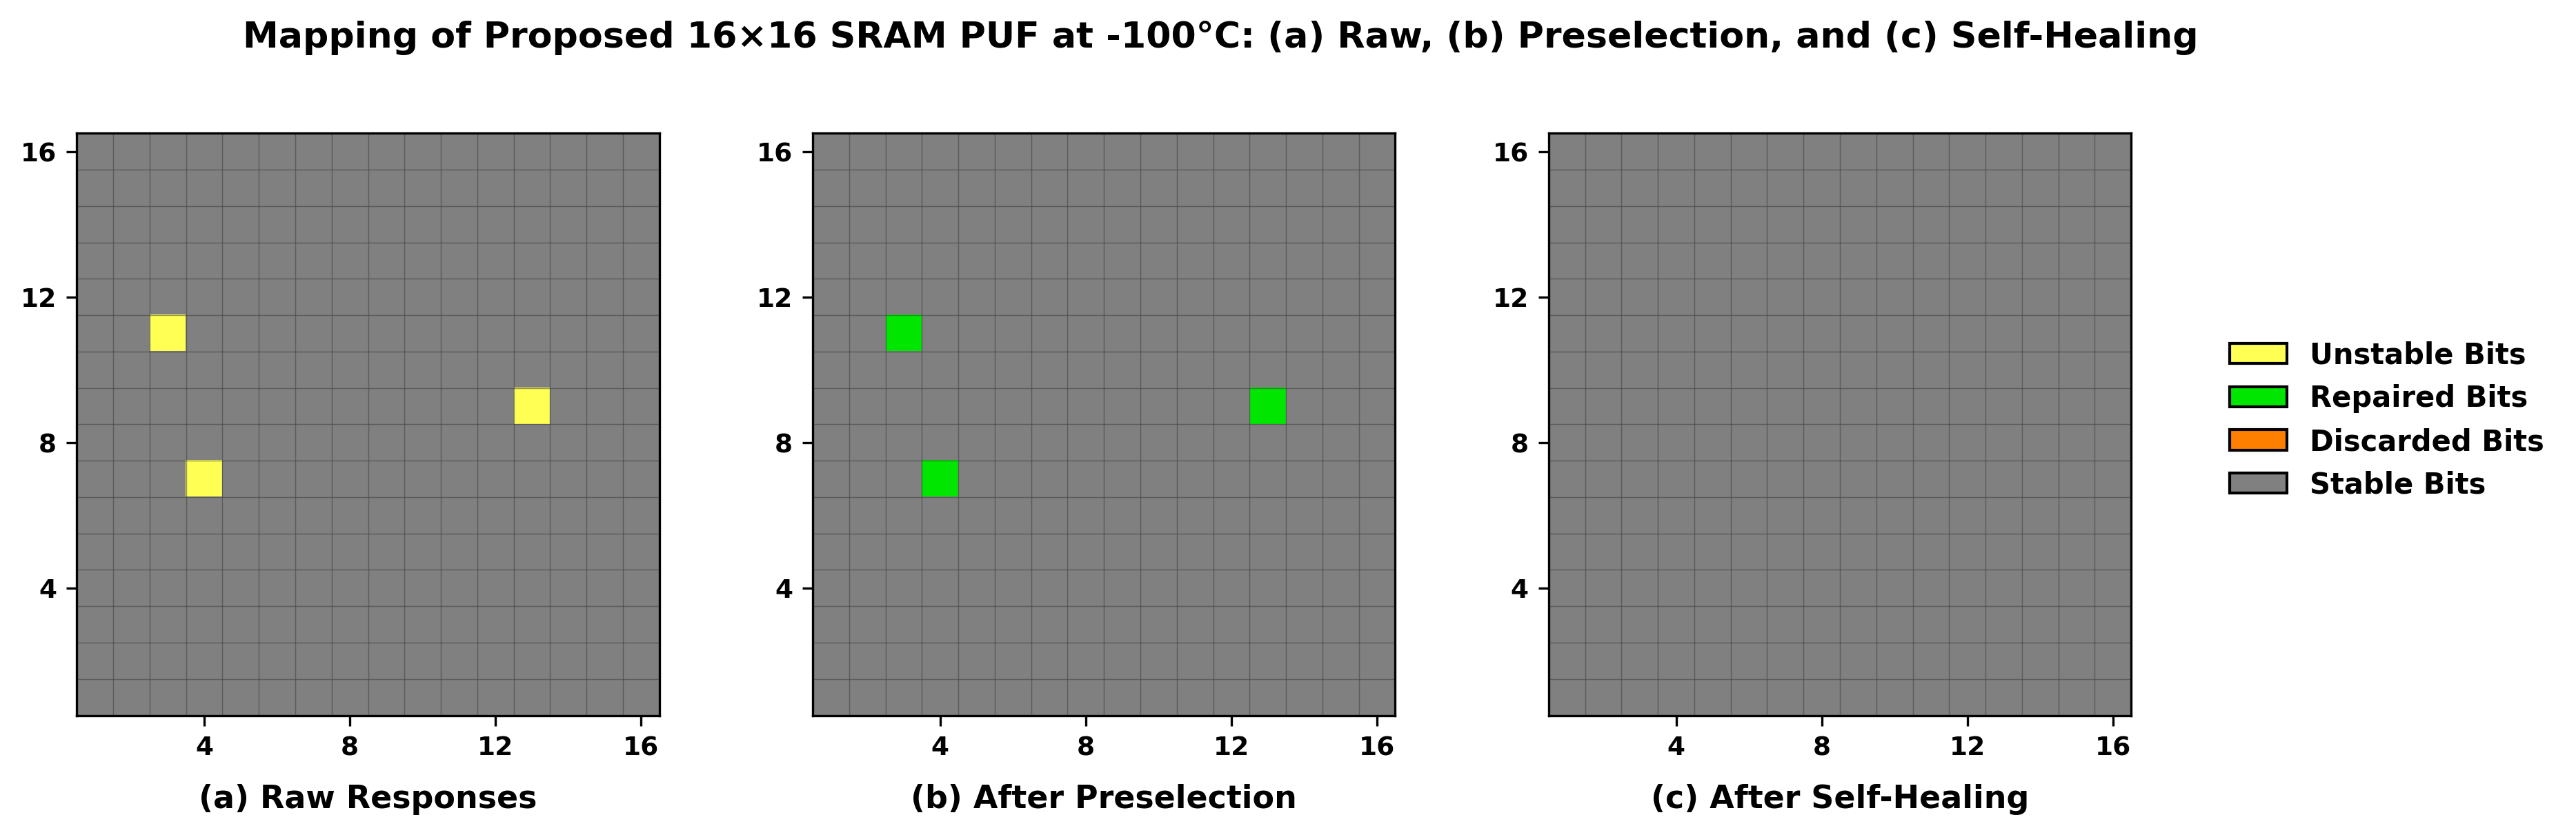 Mapping of Proposed 16×16 SRAM PUF at -100°C: (a) Raw, (b) Preselection, and (c) Self-Healing
16
12
8
4
4 8 12 16
(a) Raw Responses
16
12
8
4
4 8 12 16
(b) After Preselection
16
12
8
4
4 8 12 16
(c) After Self-Healing
Unstable Bits
Repaired Bits
Discarded Bits
Stable Bits